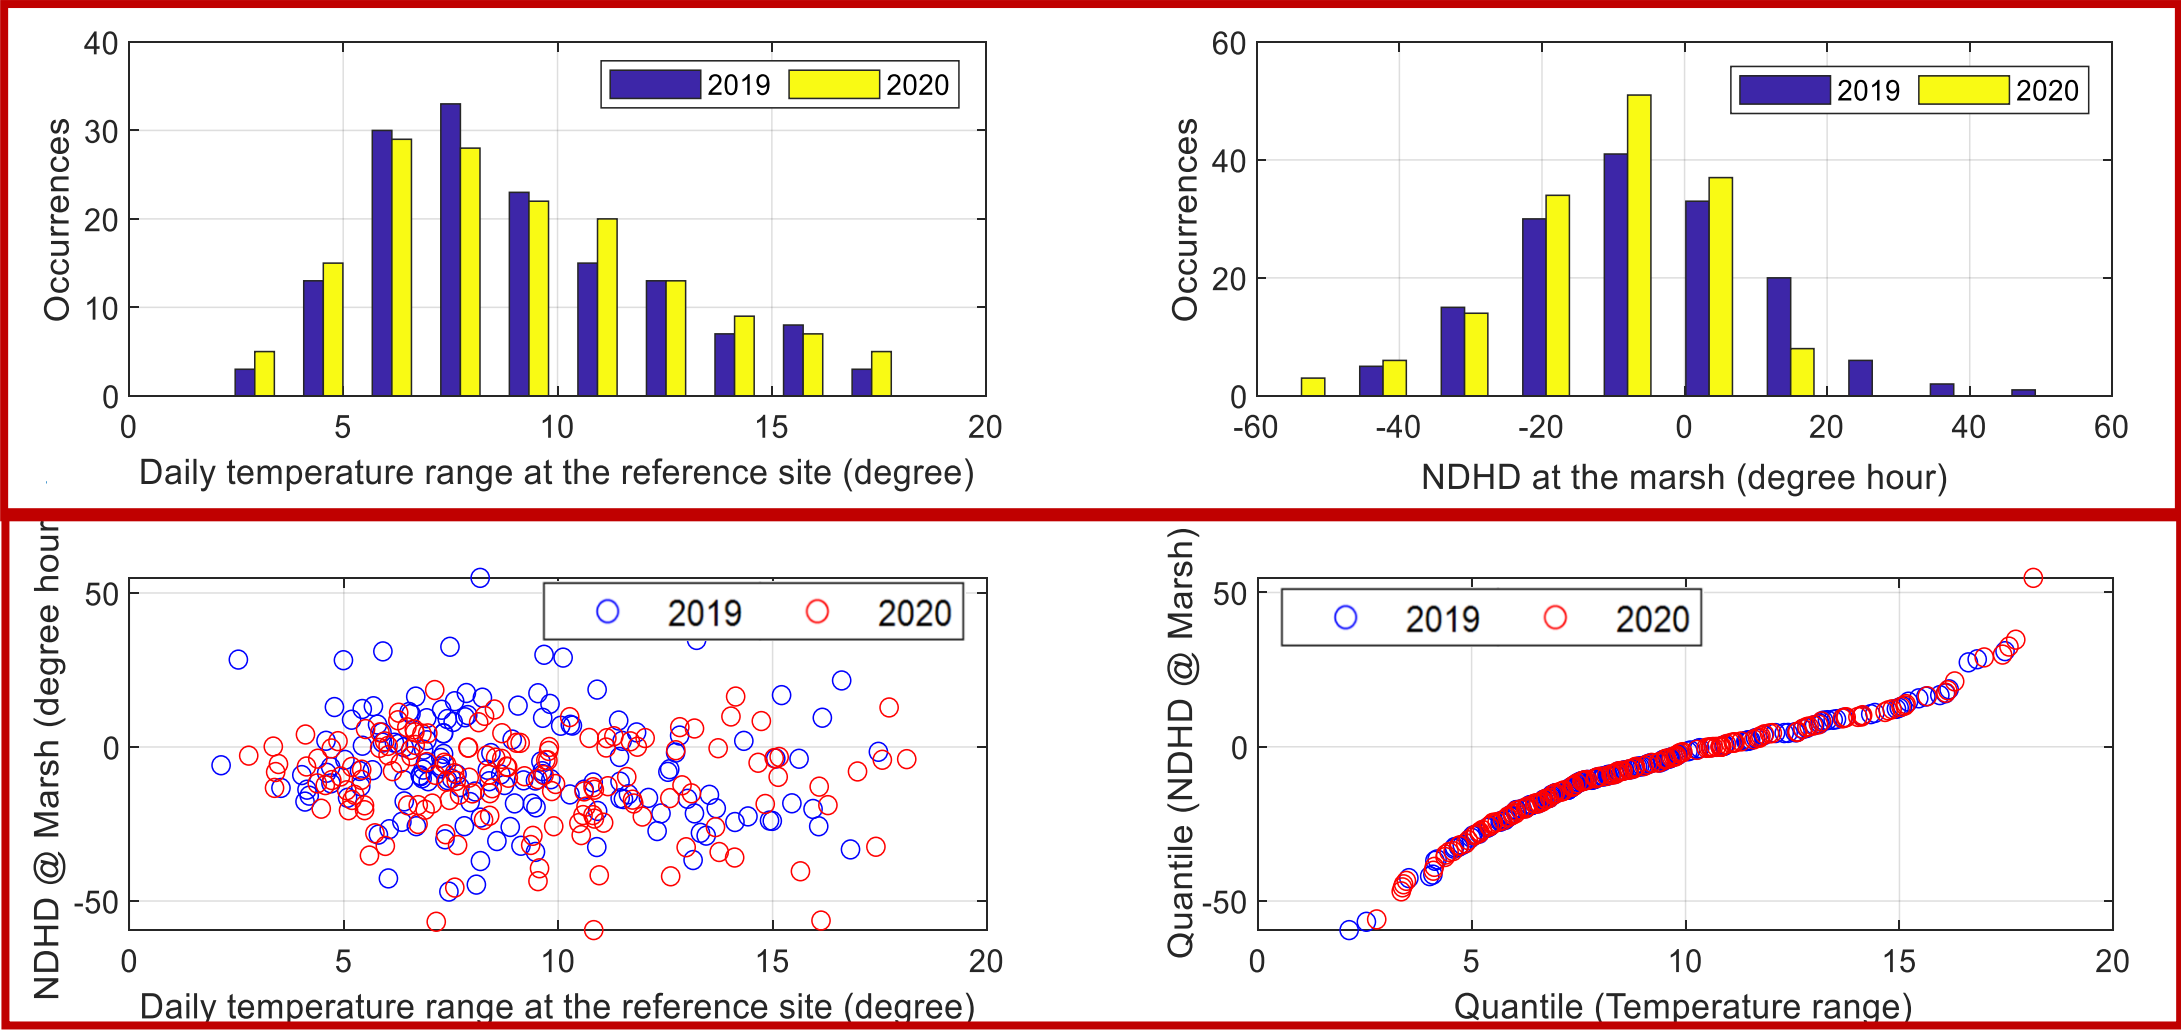 40
30
20
10
0
0 5 10 15 20
Occurrences
Daily temperature range at the reference site (degree)
2019 2020
60
40
20
0
-60 -40 -20 0 20 40 60
Occurrences
NDHD at the marsh (degree hour)
2019 2020
50
0
-50
0 5 10 15 20
NDHD @ Marsh (degree hour
Daily temperature range at the reference site (degree)
2019 2020
50
0
-50
0 5 10 15 20
Quantile (NDHD @ Marsh)
Quantile (Temperature range)
2019 2020